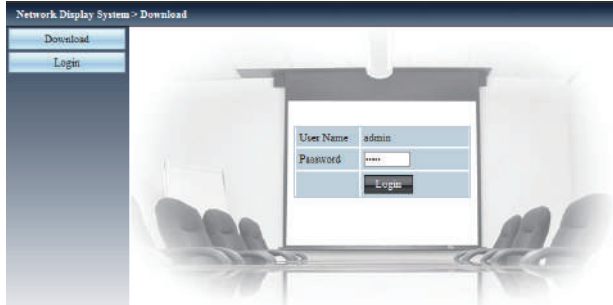 Network Display System > Download
Download
Login
User Name admin
Password •••••
Login